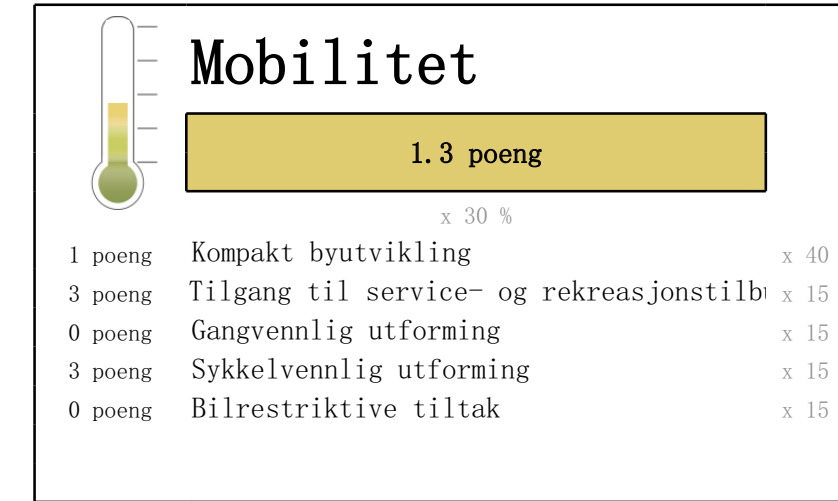 Mobilitet
1.3 poeng
x 30 %
1 poeng Kompakt byutvikling x 40
3 poeng Tilgang til service- og rekreasjonstilb x 15
0 poeng Gangvennlig utforming x 15
3 poeng Sykkelvennlig utforming x 15
0 poeng Bilrestriktive tiltak x 15